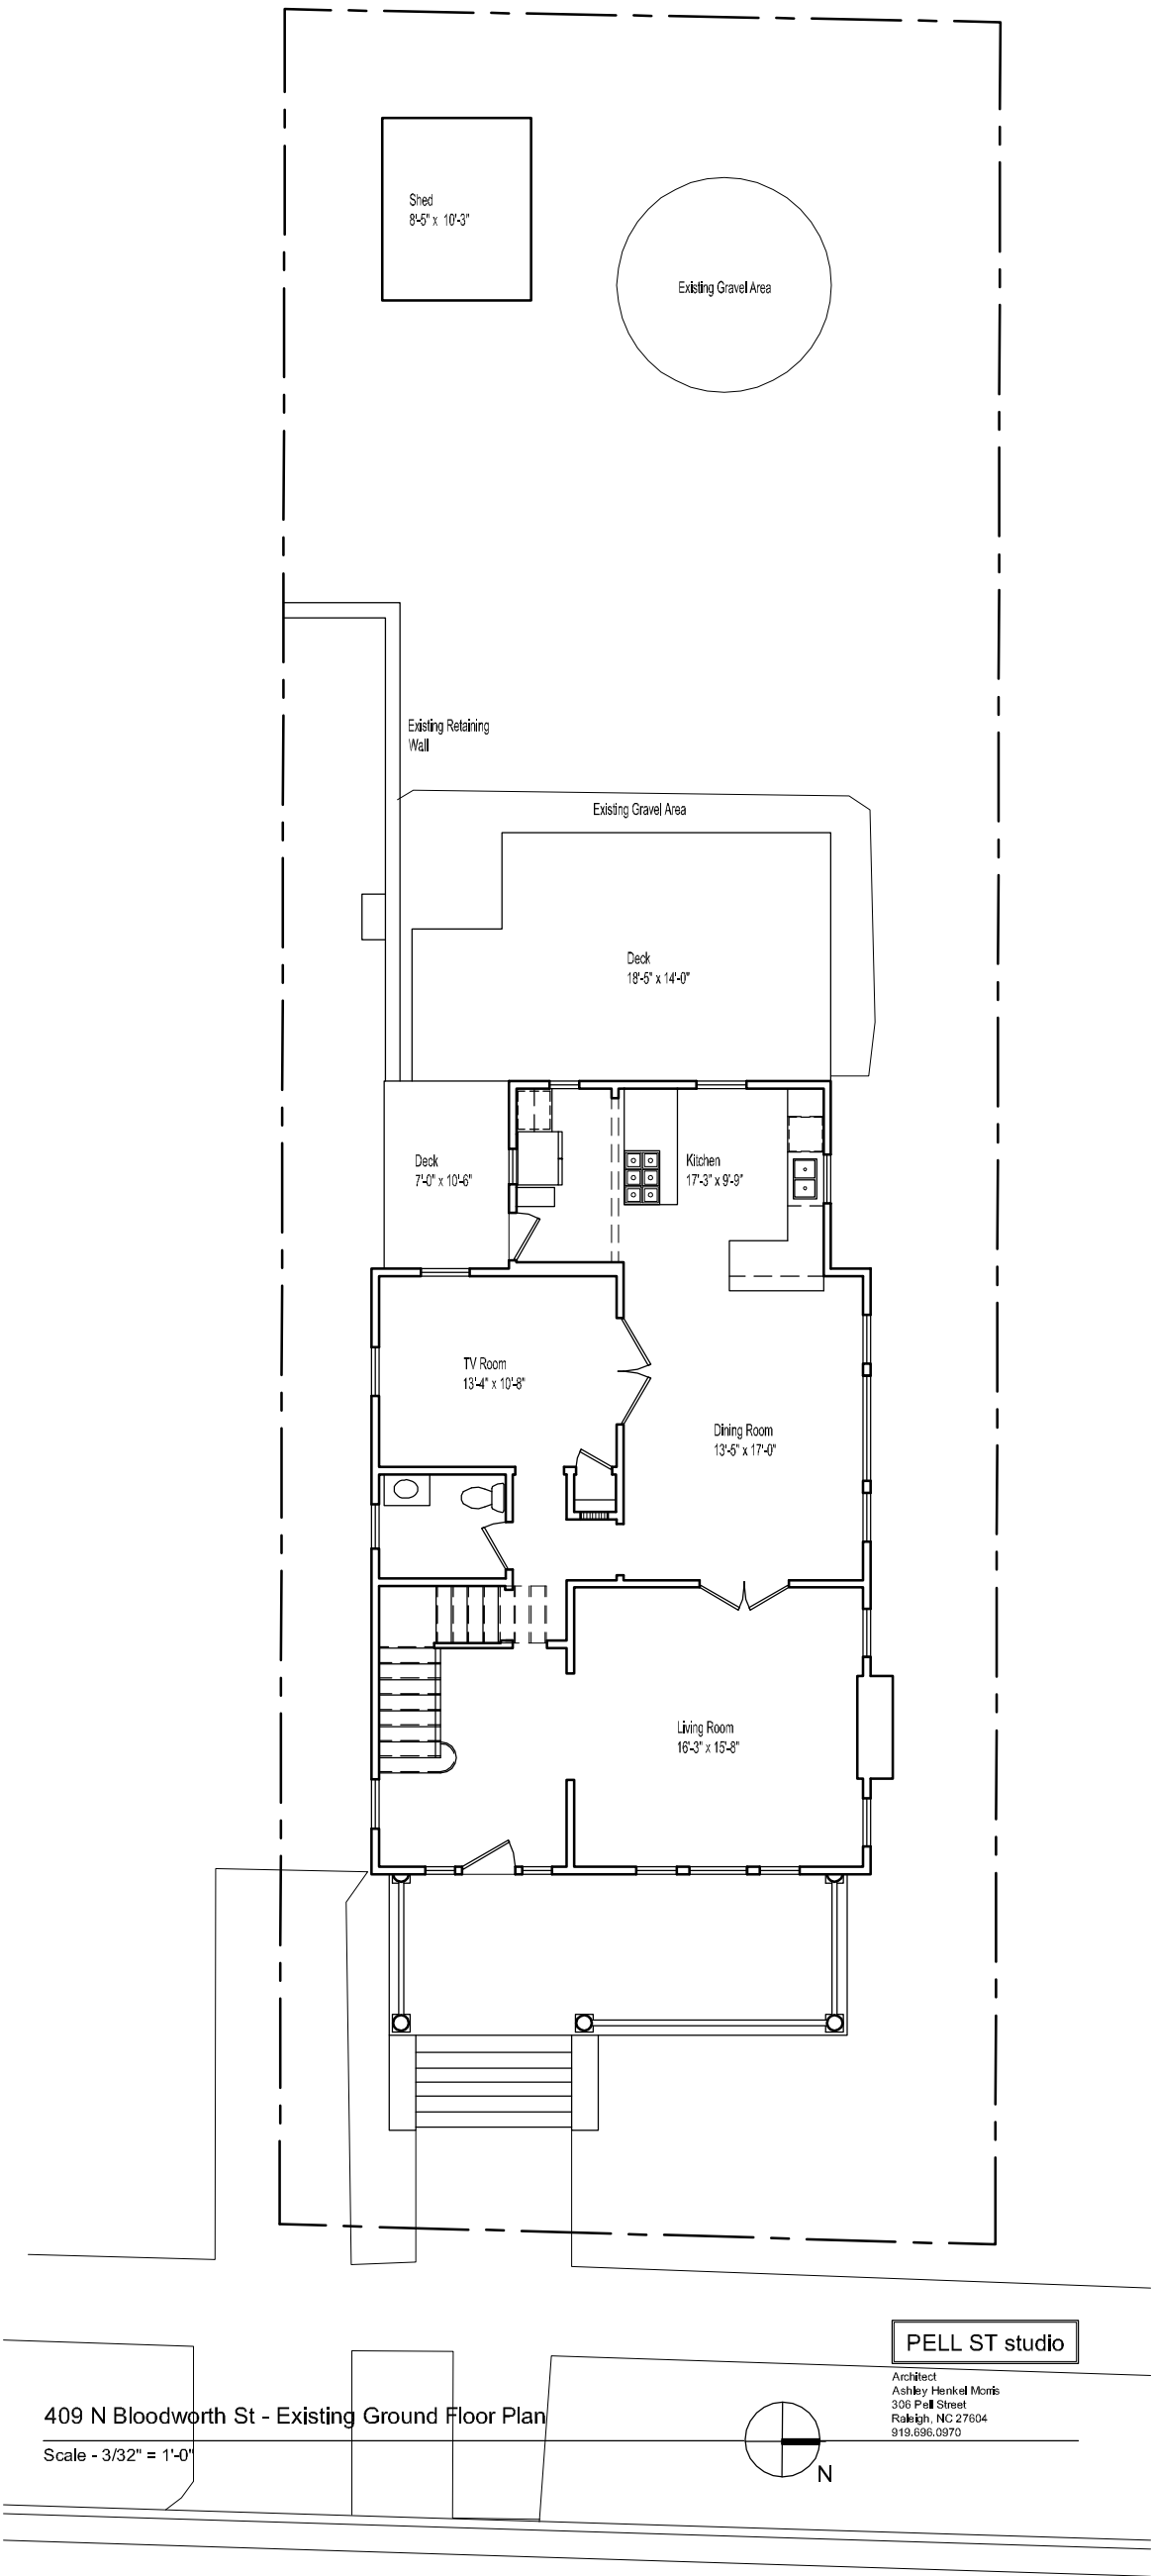 Shed
8'-5" x 10'-3"
Existing Gravel Area
Existing Retaining
Wall
Existing Gravel Area
Deck
18'-5" x 14'-0"
Deck
7'-0" x 10'-6"
Kitchen
17'-3" x 9'-9"
TV Room
13'-4" x 10'-8"
Dining Room
13'-5" x 17'-0"
Living Room
16'-3" x 15'-8"
PELL ST studio
Architect
Ashley Henkel Morris
306 Pell Street
Raleigh, NC 27604
919.696.0970
409 N Bloodworth St - Existing Ground Floor Plan
Scale - 3/32" = 1'-0"
N